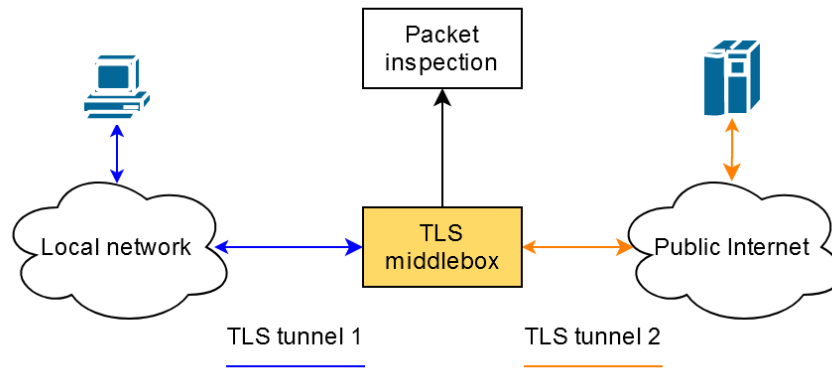 Packet
inspection
Local network
TLS
middlebox
Public Internet
TLS tunnel 1
TLS tunnel 2